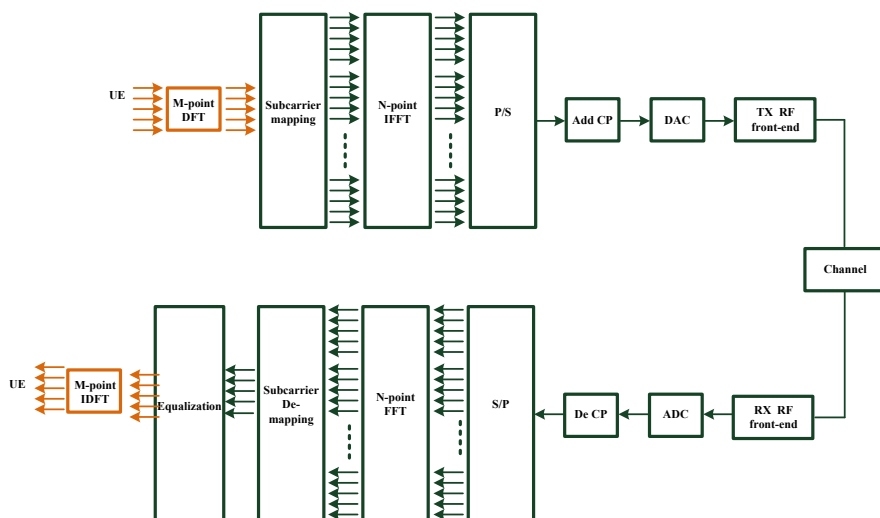 UE
M-point
DFT
Subcarrier
mapping
N-point
IFFT
P/S
Add CP
DAC
TX RF
front-end
Channel
UE
M-point
IDFT
Equalization
Subcarrier
De-
mapping
N-point
FFT
S/P
De CP
ADC
RX RF
front-end